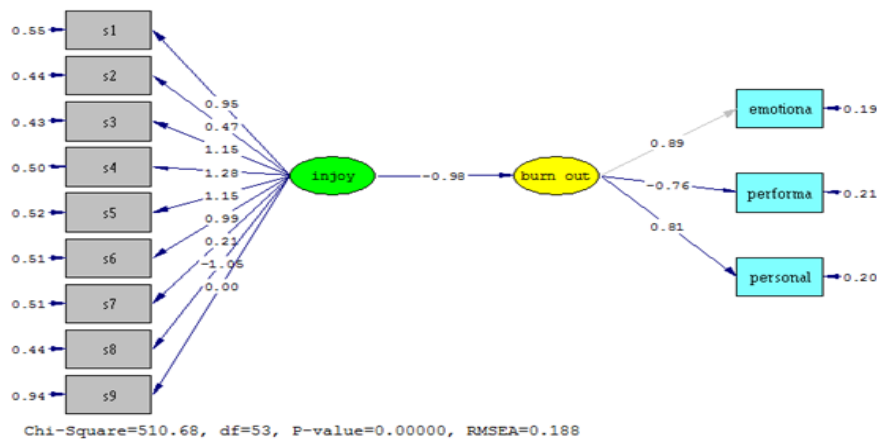 0.55 s1
0.44 s2
0.43 s3
0.50 s4
0.52 s5
0.51 s6
0.51 s7
0.44 s8
0.94 s9
0.95
0.47
1.15
1.28
1.15
0.99
0.21
-1.05
0.00
injoy
-0.98
burn out
0.89
-0.76
0.81
emotiona 0.19
performa 0.21
personal 0.20
Chi-Square=510.68, df=53, P-value=0.00000, RMSEA=0.188